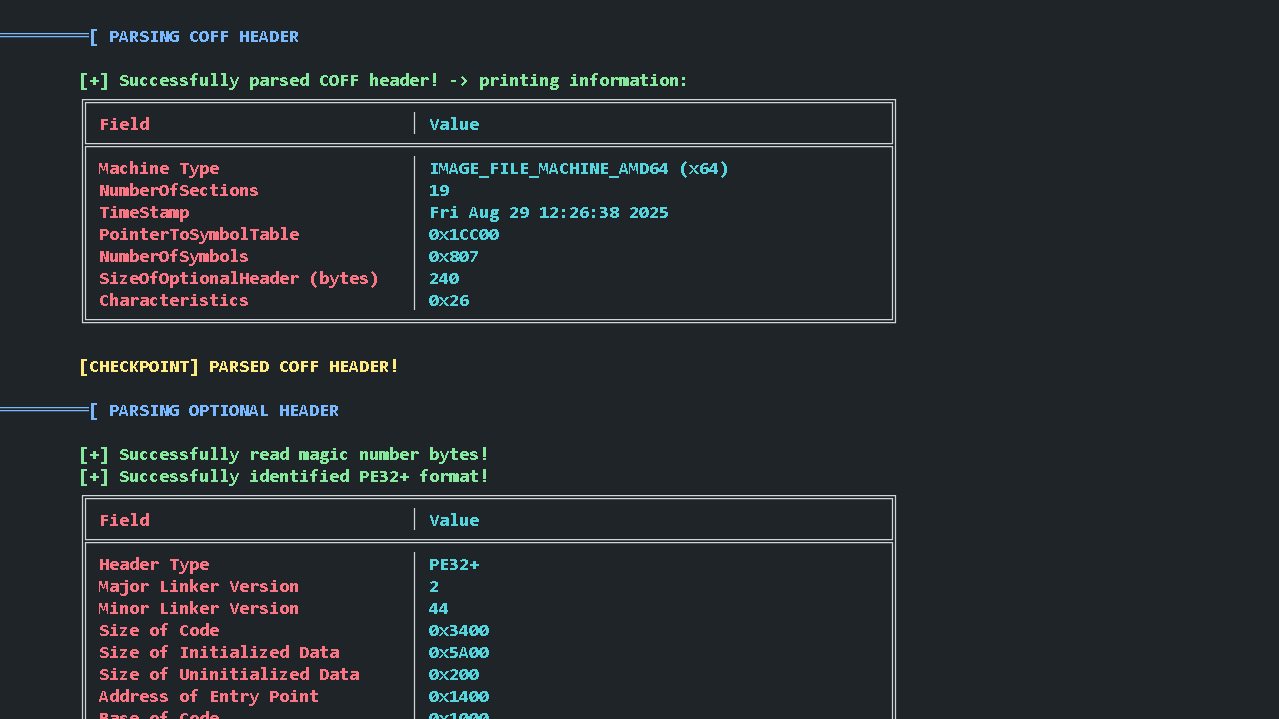 [ PARSING COFF HEADER
[+] Successfully parsed COFF header! -> printing information:
Field Value
Machine Type IMAGE_FILE_MACHINE_AMD64 (x64)
NumberOfSections 19
TimeStamp Fri Aug 29 12:26:38 2025
PointerToSymbolTable 0x1CC00
NumberOfSymbols 0x807
SizeOfOptionalHeader (bytes) 240
Characteristics 0x26
[CHECKPOINT] PARSED COFF HEADER!
[ PARSING OPTIONAL HEADER
[+] Successfully read magic number bytes!
[+] Successfully identified PE32+ format!
Field Value
Header Type PE32+
Major Linker Version 2
Minor Linker Version 44
Size of Code 0x3400
Size of Initialized Data 0x5A00
Size of Uninitialized Data 0x200
Address of Entry Point 0x1400
Base of Code 0x1000